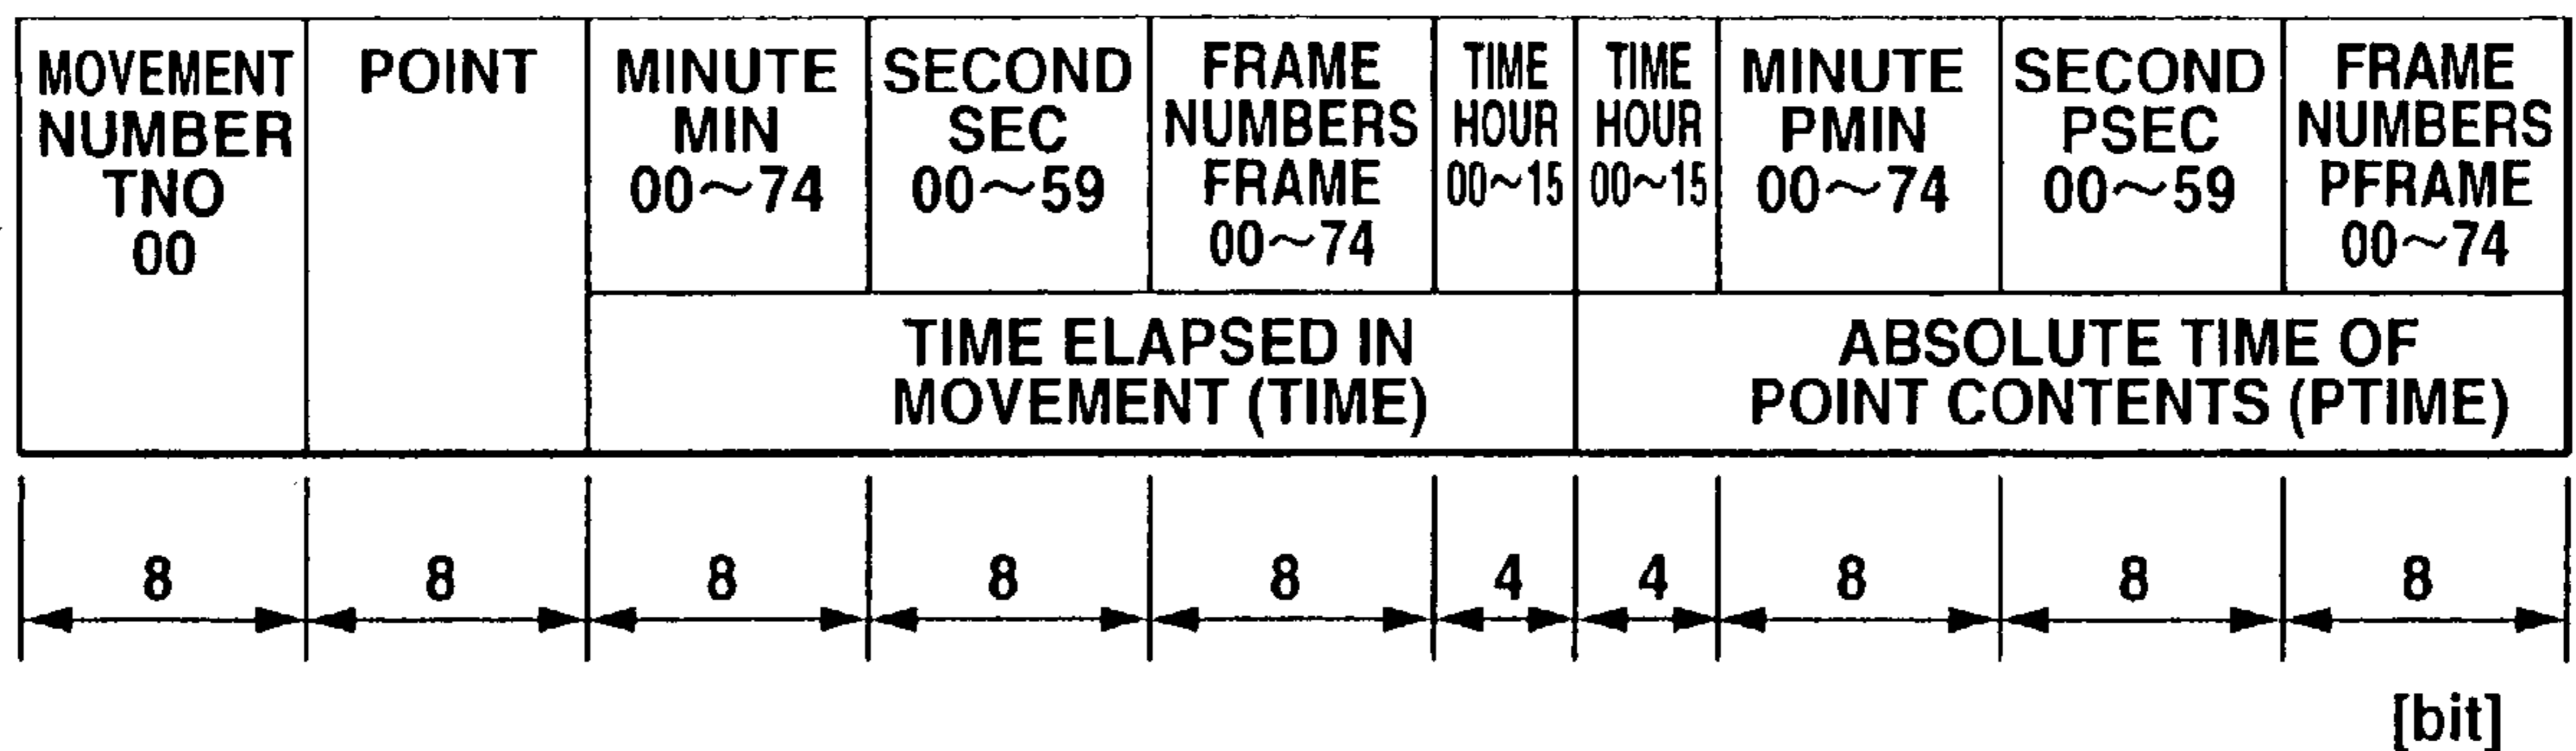 MOVEMENT
NUMBER
TNO
00
POINT
MINUTE
MIN
00~74
SECOND
SEC
00~59
FRAME
NUMBERS
FRAME
00~74
TIME
HOUR
00~15
TIME
HOUR
00~15
MINUTE
PMIN
00~74
SECOND
PSEC
00~59
FRAME
NUMBERS
PFRAME
00~74
TIME ELAPSED IN
MOVEMENT (TIME)
ABSOLUTE TIME OF
POINT CONTENTS (PTIME)
8 8 8 8 8 4 4 8 8 8
[bit]